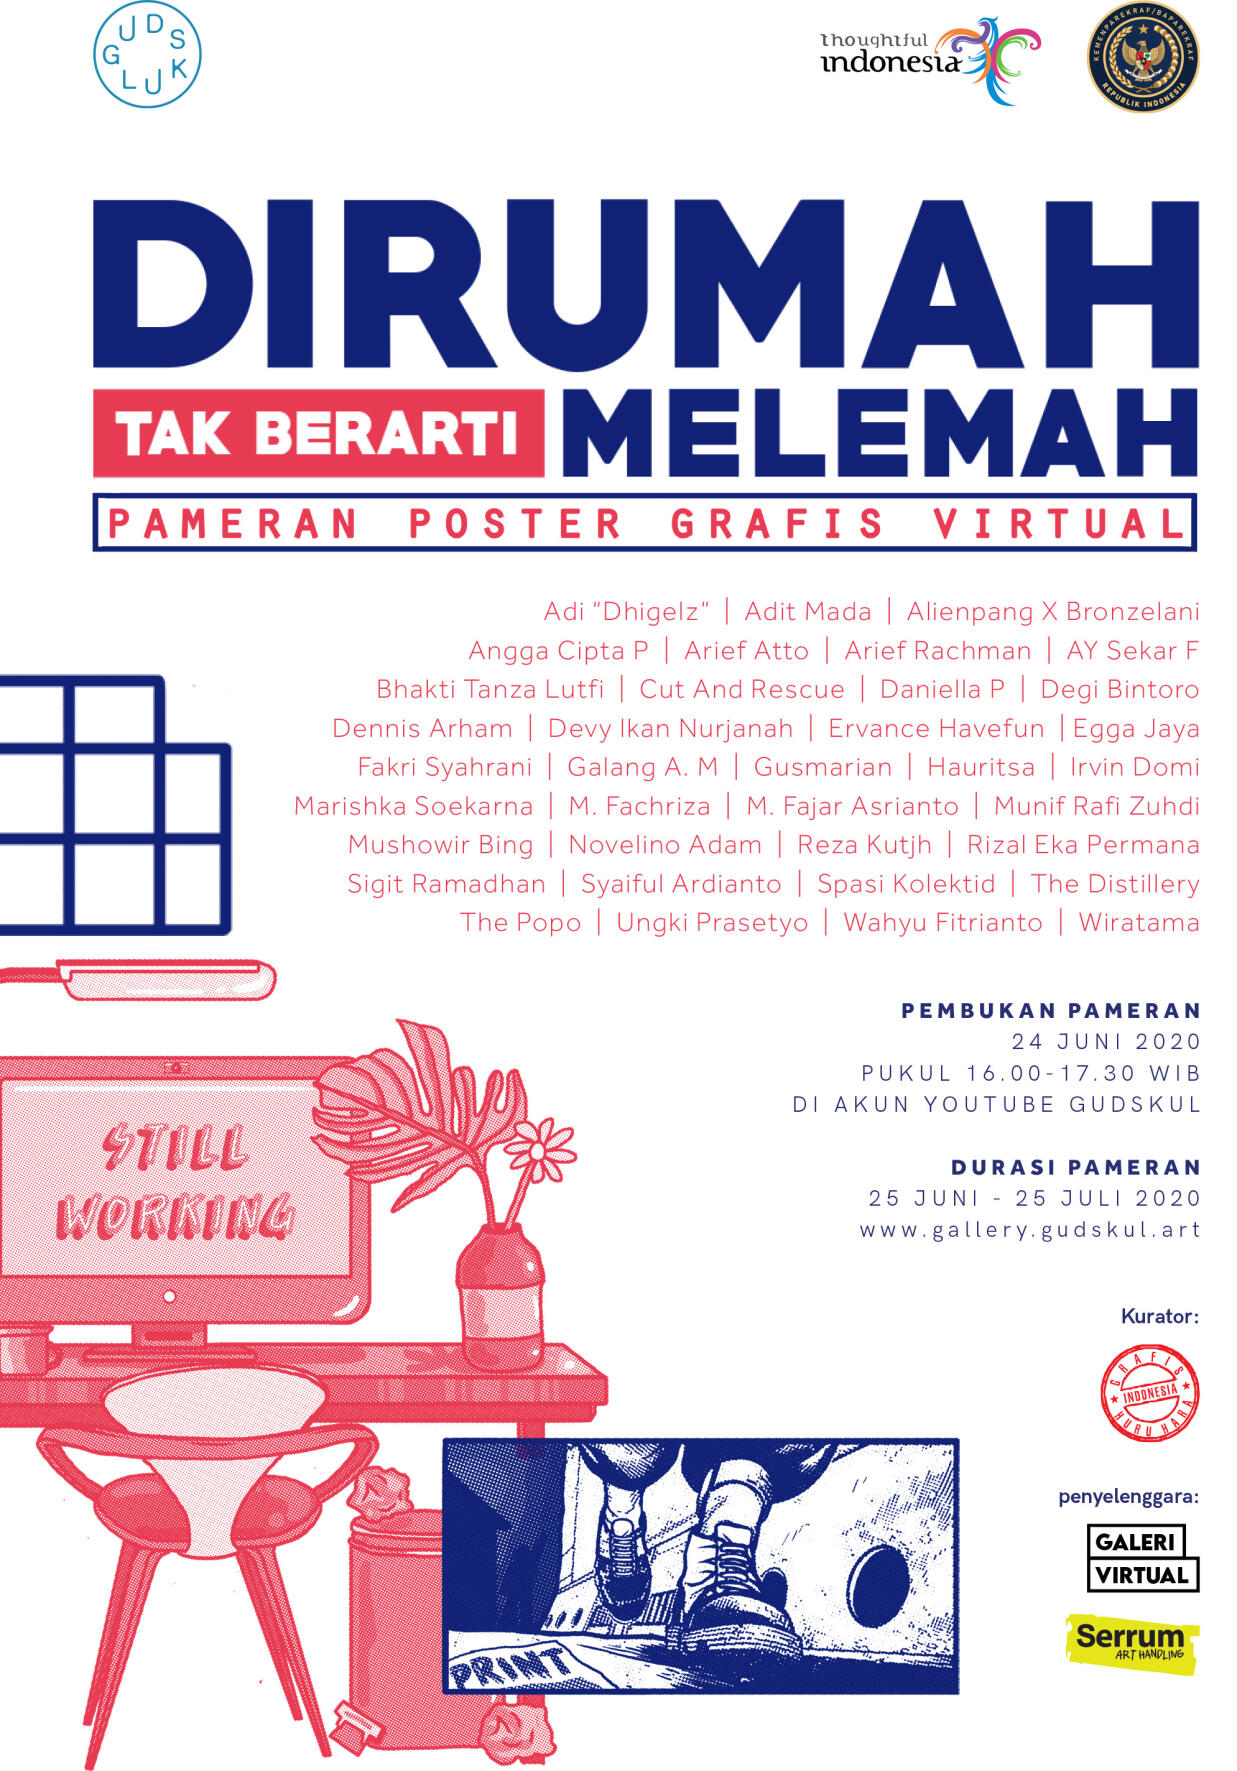 GUDSKUL
thoughtful
indonesia
KEMENPAREKRAF/BAPAREKRAF
REPUBLIK INDONESIA
DIRUMAH
TAK BERARTI MELEMAH
PAMERAN POSTER GRAFIS VIRTUAL
Adi “Dhigelz” | Adit Mada | Alienpang X Bronzelani
Angga Cipta P | Arief Atto | Arief Rachman | AY Sekar F
Bhakti Tanza Lutfi | Cut And Rescue | Daniella P | Degi Bintoro
Dennis Arham | Devy Ikan Nurjanah | Ervance Havefun | Egga Jaya
Fakri Syahrani | Galang A. M | Gusmarian | Hauritsa | Irvin Domi
Marishka Soekarna | M. Fachriza | M. Fajar Asrianto | Munif Rafi Zuhdi
Mushowir Bing | Novelino Adam | Reza Kutjh | Rizal Eka Permana
Sigit Ramadhan | Syaiful Ardianto | Spasi Kolektid | The Distillery
The Popo | Ungki Prasetyo | Wahyu Fitrianto | Wiratama
PEMBUKAN PAMERAN
24 JUNI 2020
PUKUL 16.00-17.30 WIB
DI AKUN YOUTUBE GUDSKUL
DURASI PAMERAN
25 JUNI - 25 JULI 2020
www.gallery.gudskul.art
STILL
WORKING
Kurator:
GRAFIS
INDONESIA
HURU HARA
penyelenggara:
GALERI
VIRTUAL
Serrum
ART HANDLING
PRINT